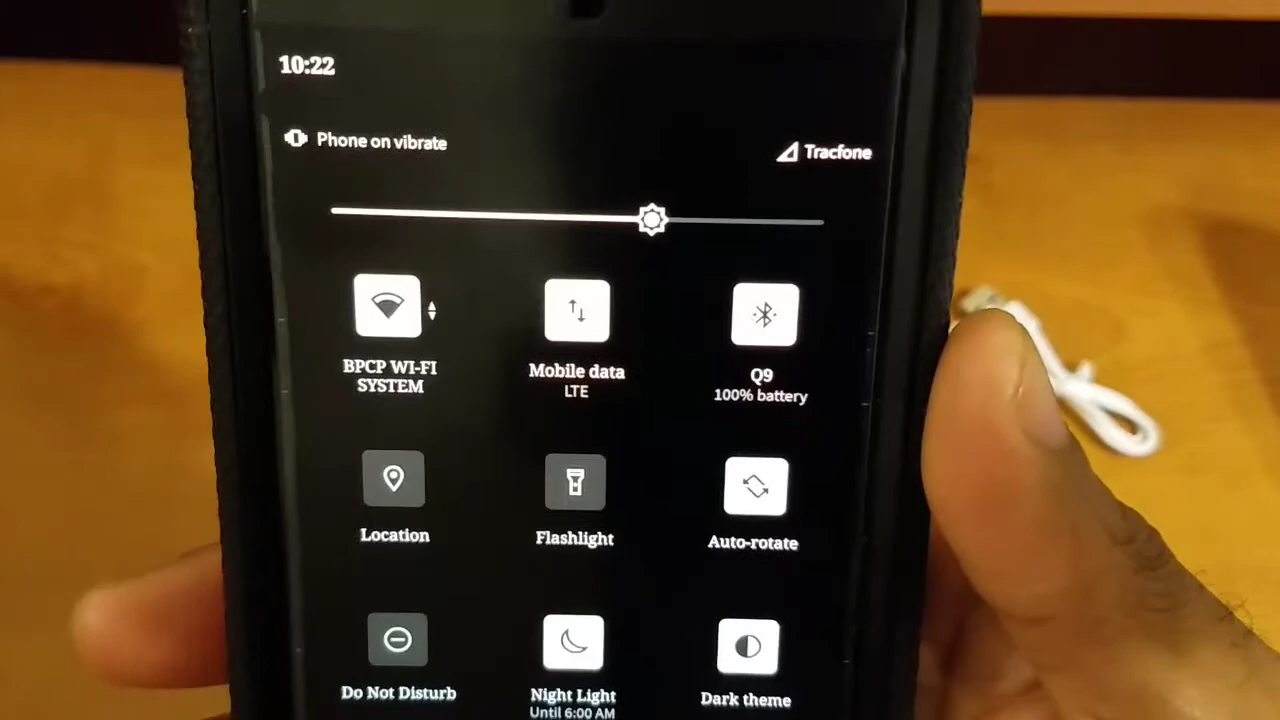 10:22
Phone on vibrate
Tracfone
BPCP WI-FI
SYSTEM
Mobile data
LTE
Q9
100% battery
Location
Flashlight
Auto-rotate
Do Not Disturb
Night Light
Until 6:00 AM
Dark theme